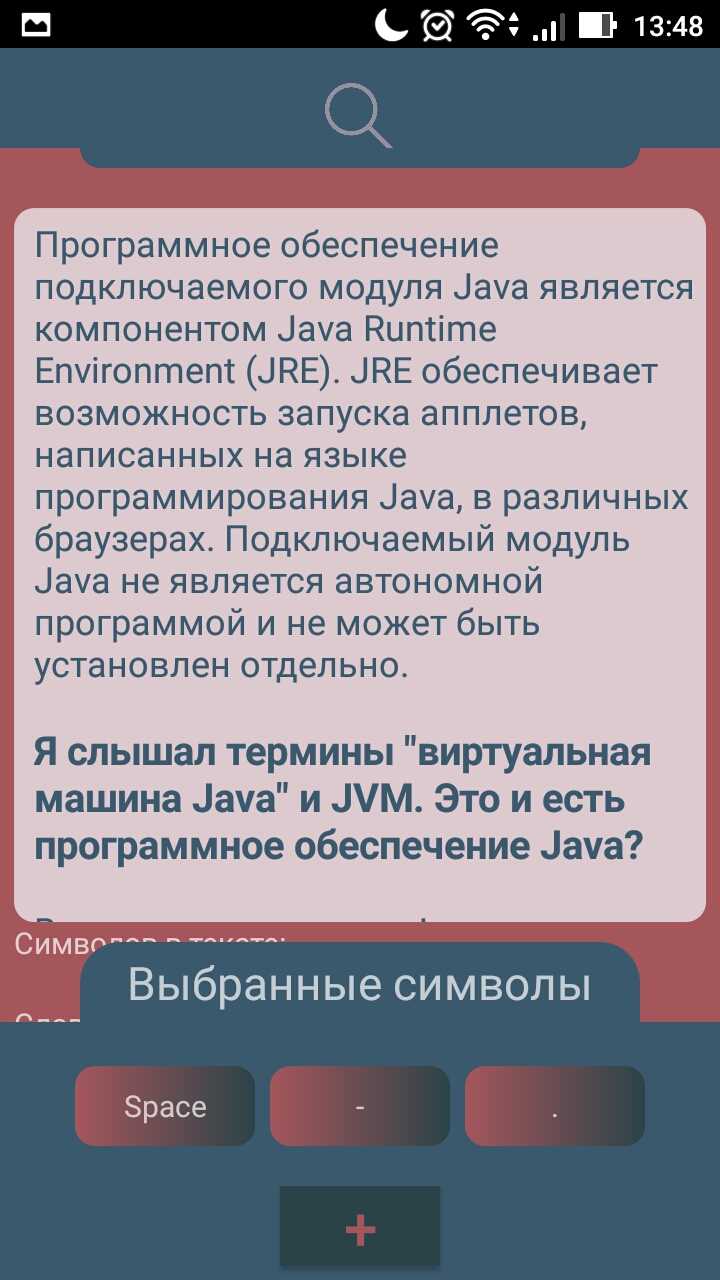 13:48
Программное обеспечение
подключаемого модуля Java является
компонентом Java Runtime
Environment (JRE). JRE обеспечивает
возможность запуска апплетов,
написанных на языке
программирования Java, в различных
браузерах. Подключаемый модуль
Java не является автономной
программой и не может быть
установлен отдельно.
Я слышал термины "виртуальная
машина Java" и JVM. Это и есть
программное обеспечение Java?
Символов в тексте:
Выбранные символы
Space
-
.
+